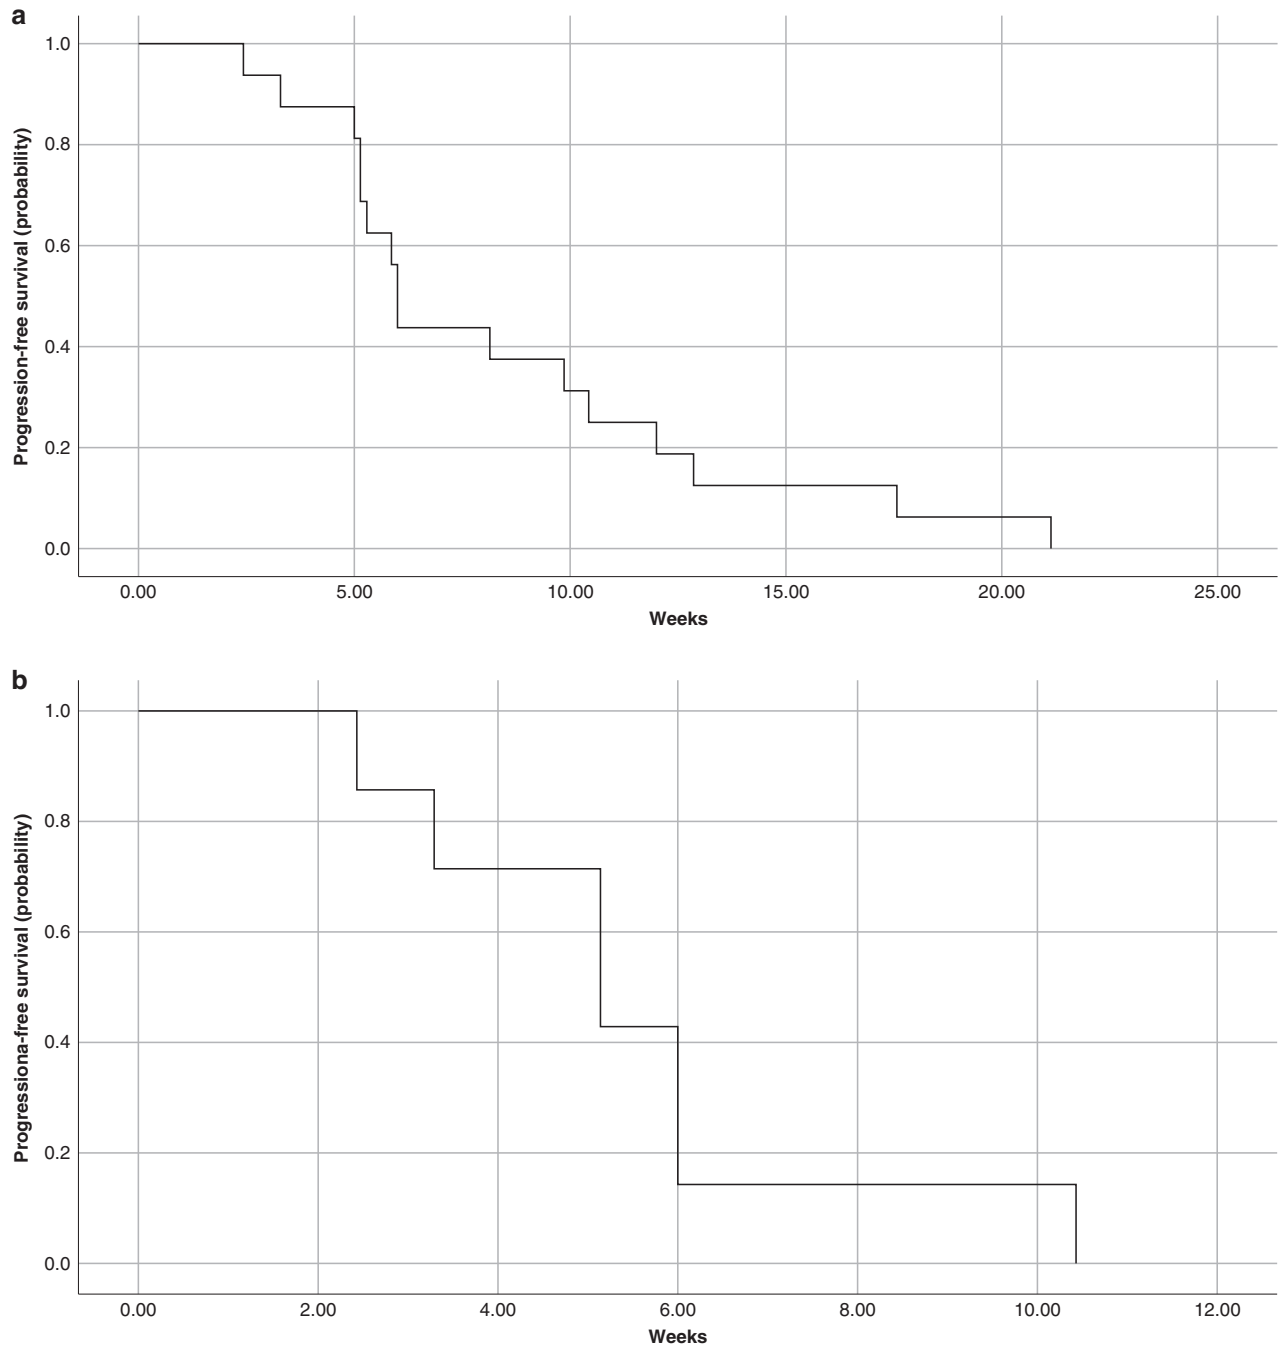 a
Progression-free survival (probability)
1.0
0.8
0.6
0.4
0.2
0.0
0.00 5.00 10.00 15.00 20.00 25.00
Weeks
b
Progressiona-free survival (probability)
1.0
0.8
0.6
0.4
0.2
0.0
0.00 2.00 4.00 6.00 8.00 10.00 12.00
Weeks